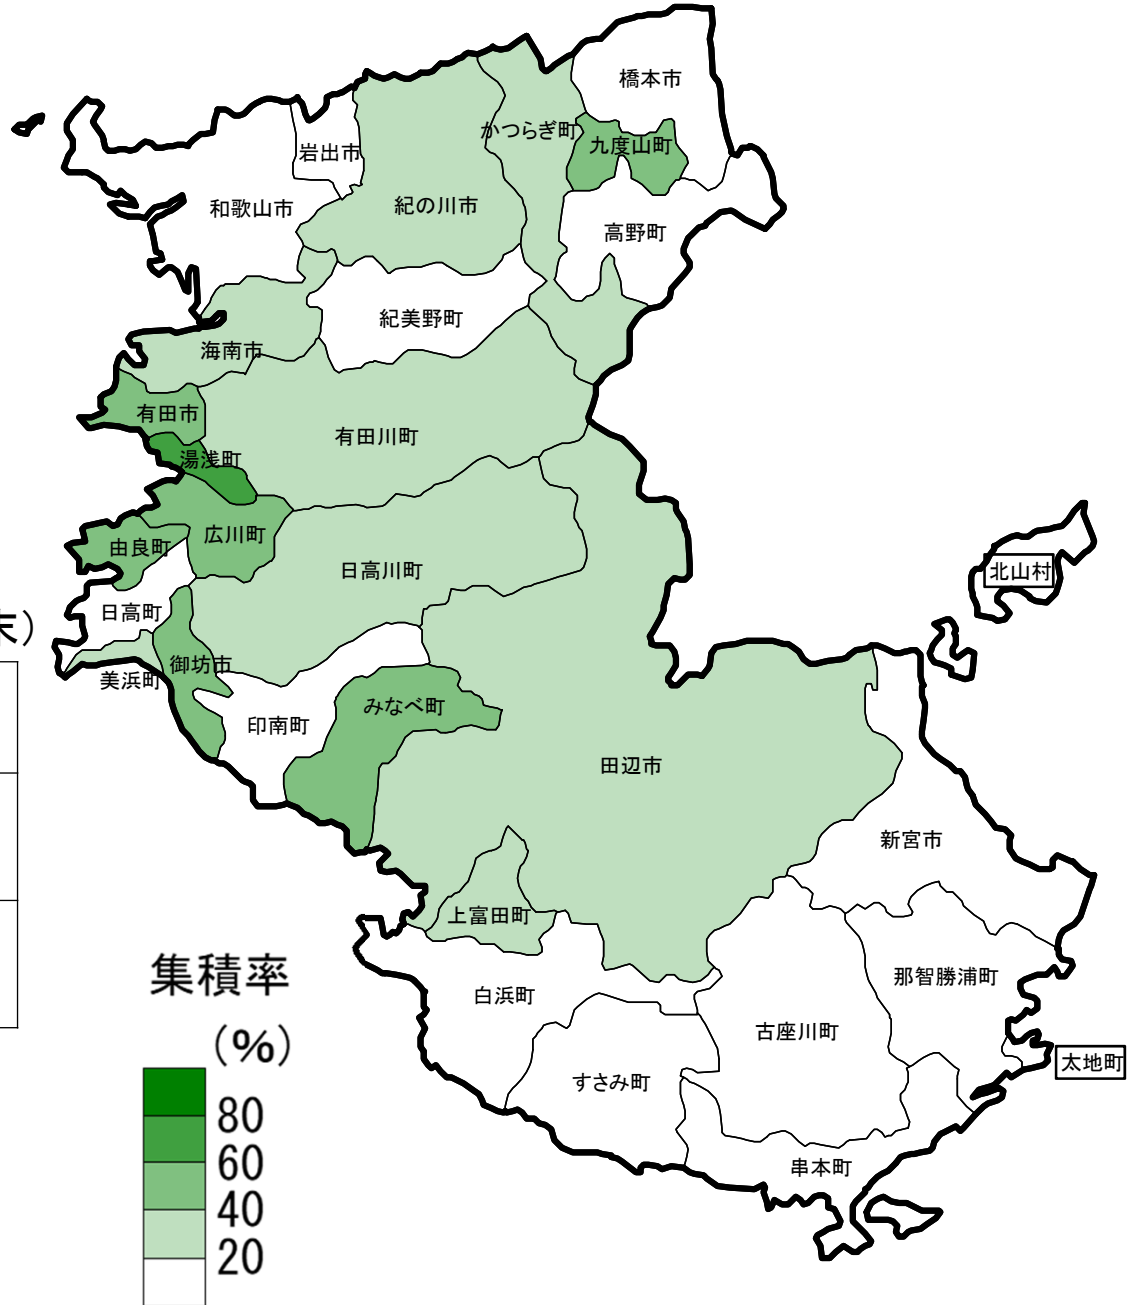 橋本市
かつらぎ町
九度山町
岩出市
和歌山市
紀の川市
高野町
紀美野町
海南市
有田市
有田川町
湯浅町
広川町
由良町
日高川町
北山村
日高町
末)
御坊市
美浜町
みなべ町
印南町
田辺市
新宮市
上富田町
那智勝浦町
白浜町
古座川町
太地町
すさみ町
串本町
集積率
(%)
80
60
40
20